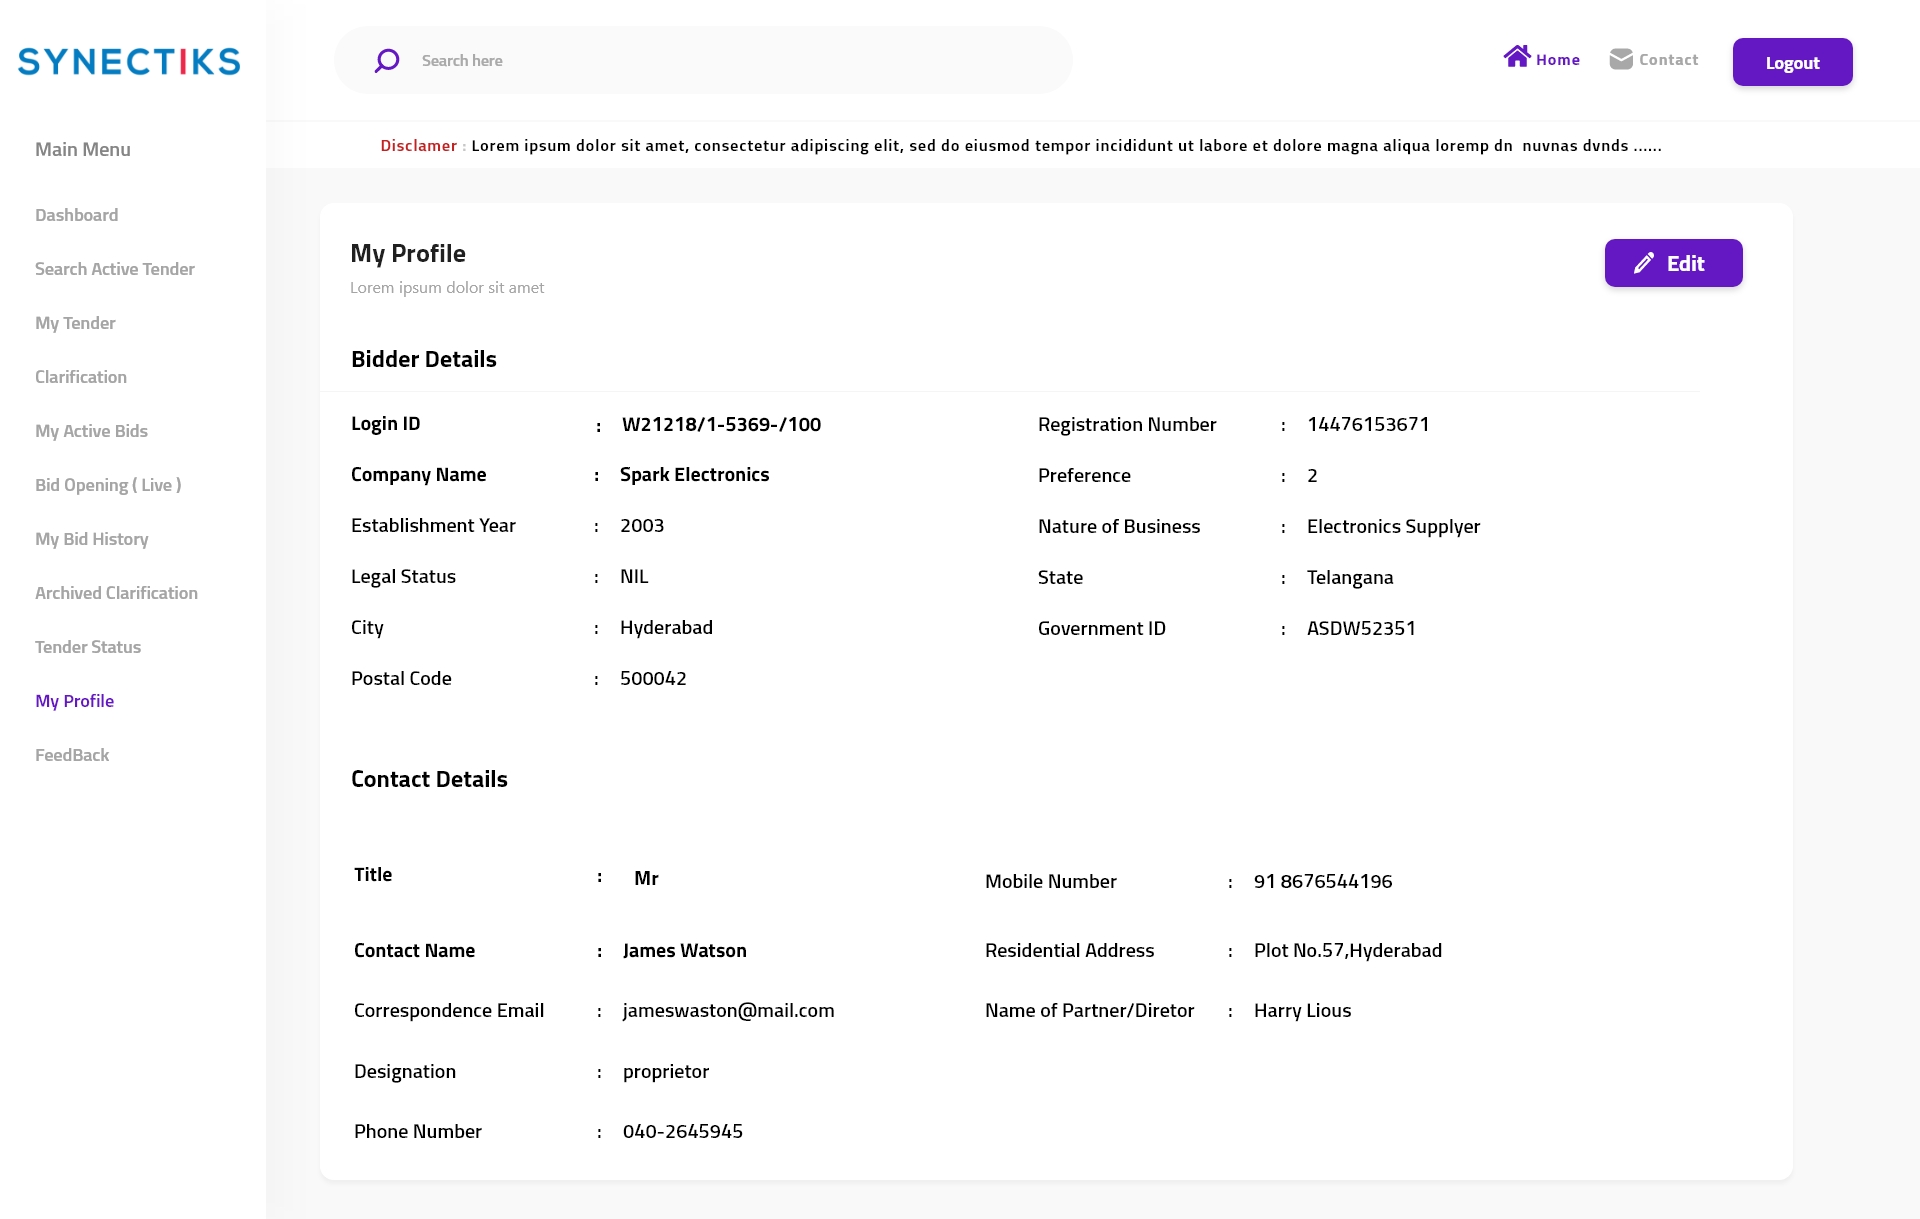 SYNECTIKS
Search here
Home
Contact
Logout
Disclamer : Lorem ipsum dolor sit amet, consectetur adipiscing elit, sed do eiusmod tempor incididunt ut labore et dolore magna aliqua loremp dn nuvnas dvnds ......
Main Menu
Dashboard
Search Active Tender
My Tender
Clarification
My Active Bids
Bid Opening ( Live )
My Bid History
Archived Clarification
Tender Status
My Profile
FeedBack
My Profile
Lorem ipsum dolor sit amet
Edit
Bidder Details
Login ID : W21218/1-5369-/100
Company Name : Spark Electronics
Establishment Year : 2003
Legal Status : NIL
City : Hyderabad
Postal Code : 500042
Registration Number : 14476153671
Preference : 2
Nature of Business : Electronics Supplyer
State : Telangana
Government ID : ASDW52351
Contact Details
Title : Mr
Contact Name : James Watson
Correspondence Email : jameswaston@mail.com
Designation : proprietor
Phone Number : 040-2645945
Mobile Number : 91 8676544196
Residential Address : Plot No.57,Hyderabad
Name of Partner/Diretor : Harry Lious